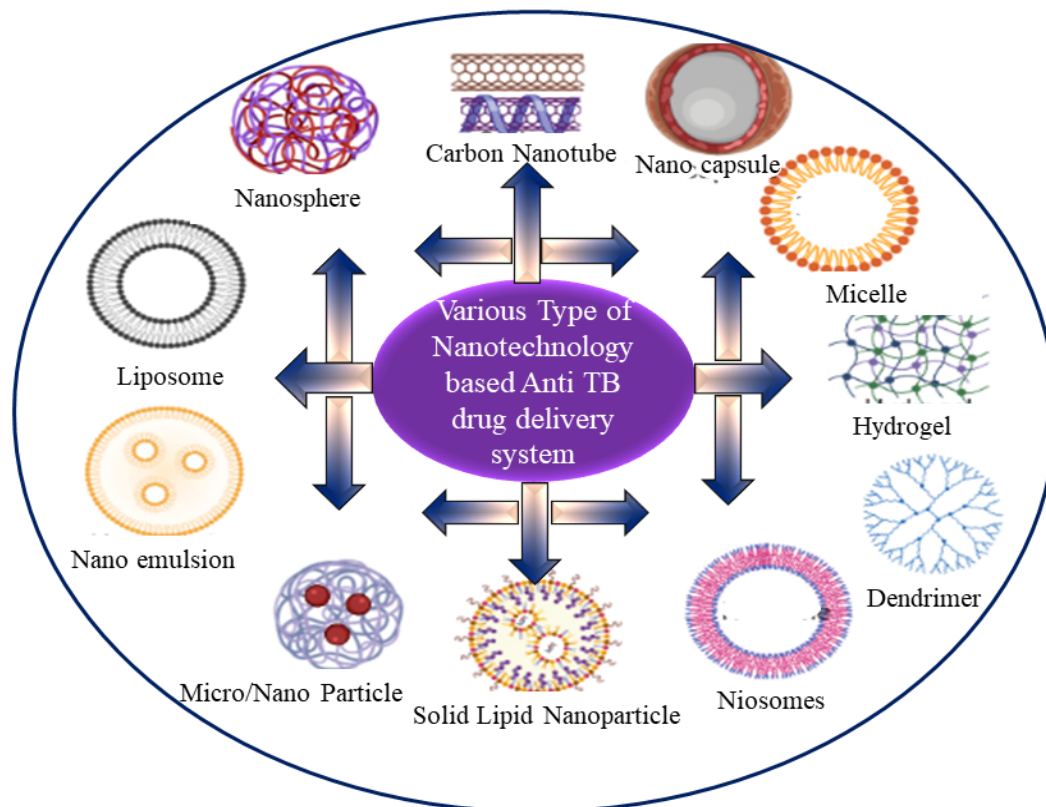 Carbon Nanotube
Nano capsule
Nanosphere
Micelle
Liposome
Various Type of
Nanotechnology
based Anti TB
drug delivery
system
Hydrogel
Nano emulsion
Dendrimer
Micro/Nano Particle
Solid Lipid Nanoparticle
Niosomes